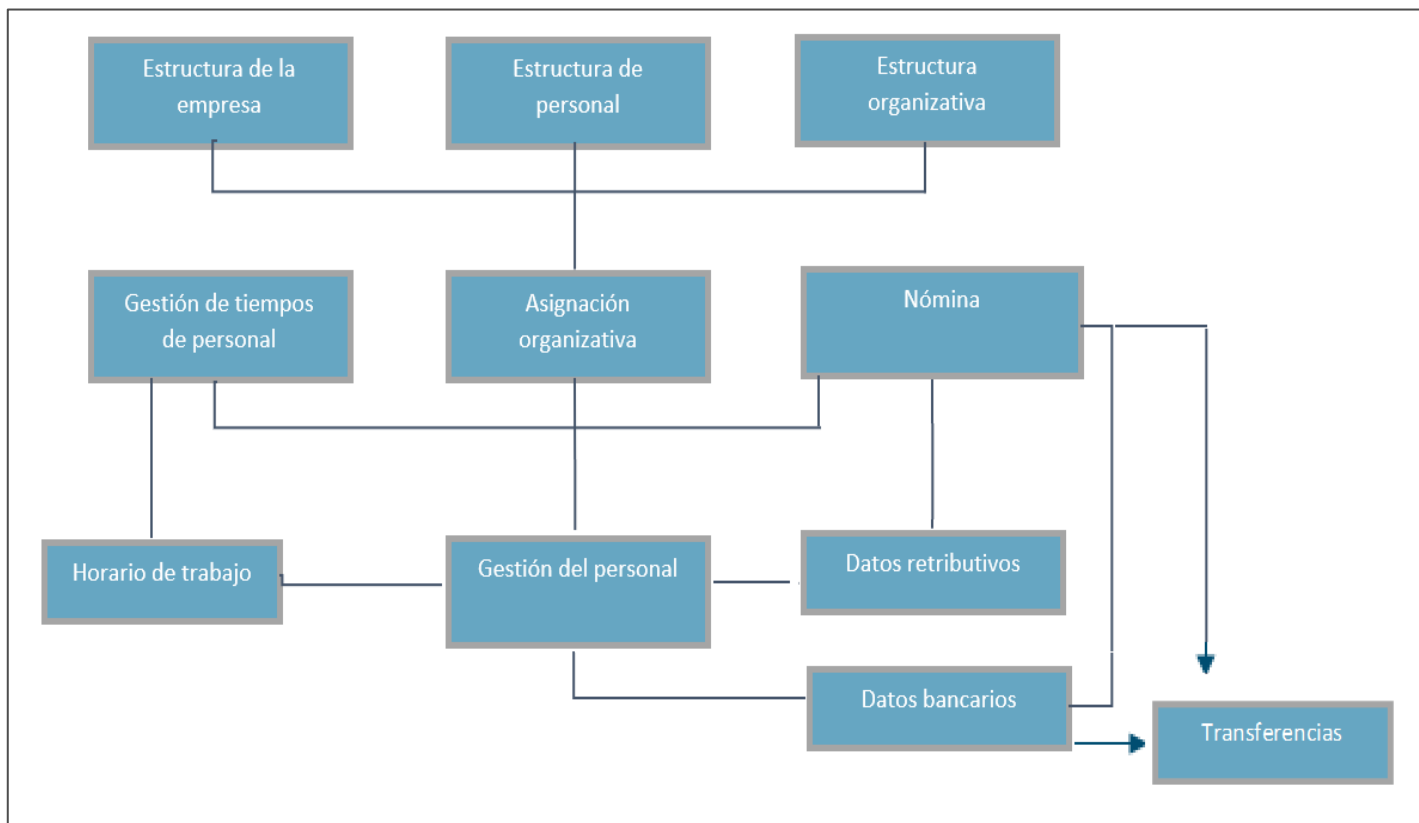 Estructura de la
empresa
Estructura de
personal
Estructura
organizativa
Gestión de tiempos
de personal
Asignación
organizativa
Nómina
Horario de trabajo
Gestión del personal
Datos retributivos
Datos bancarios
Transferencias